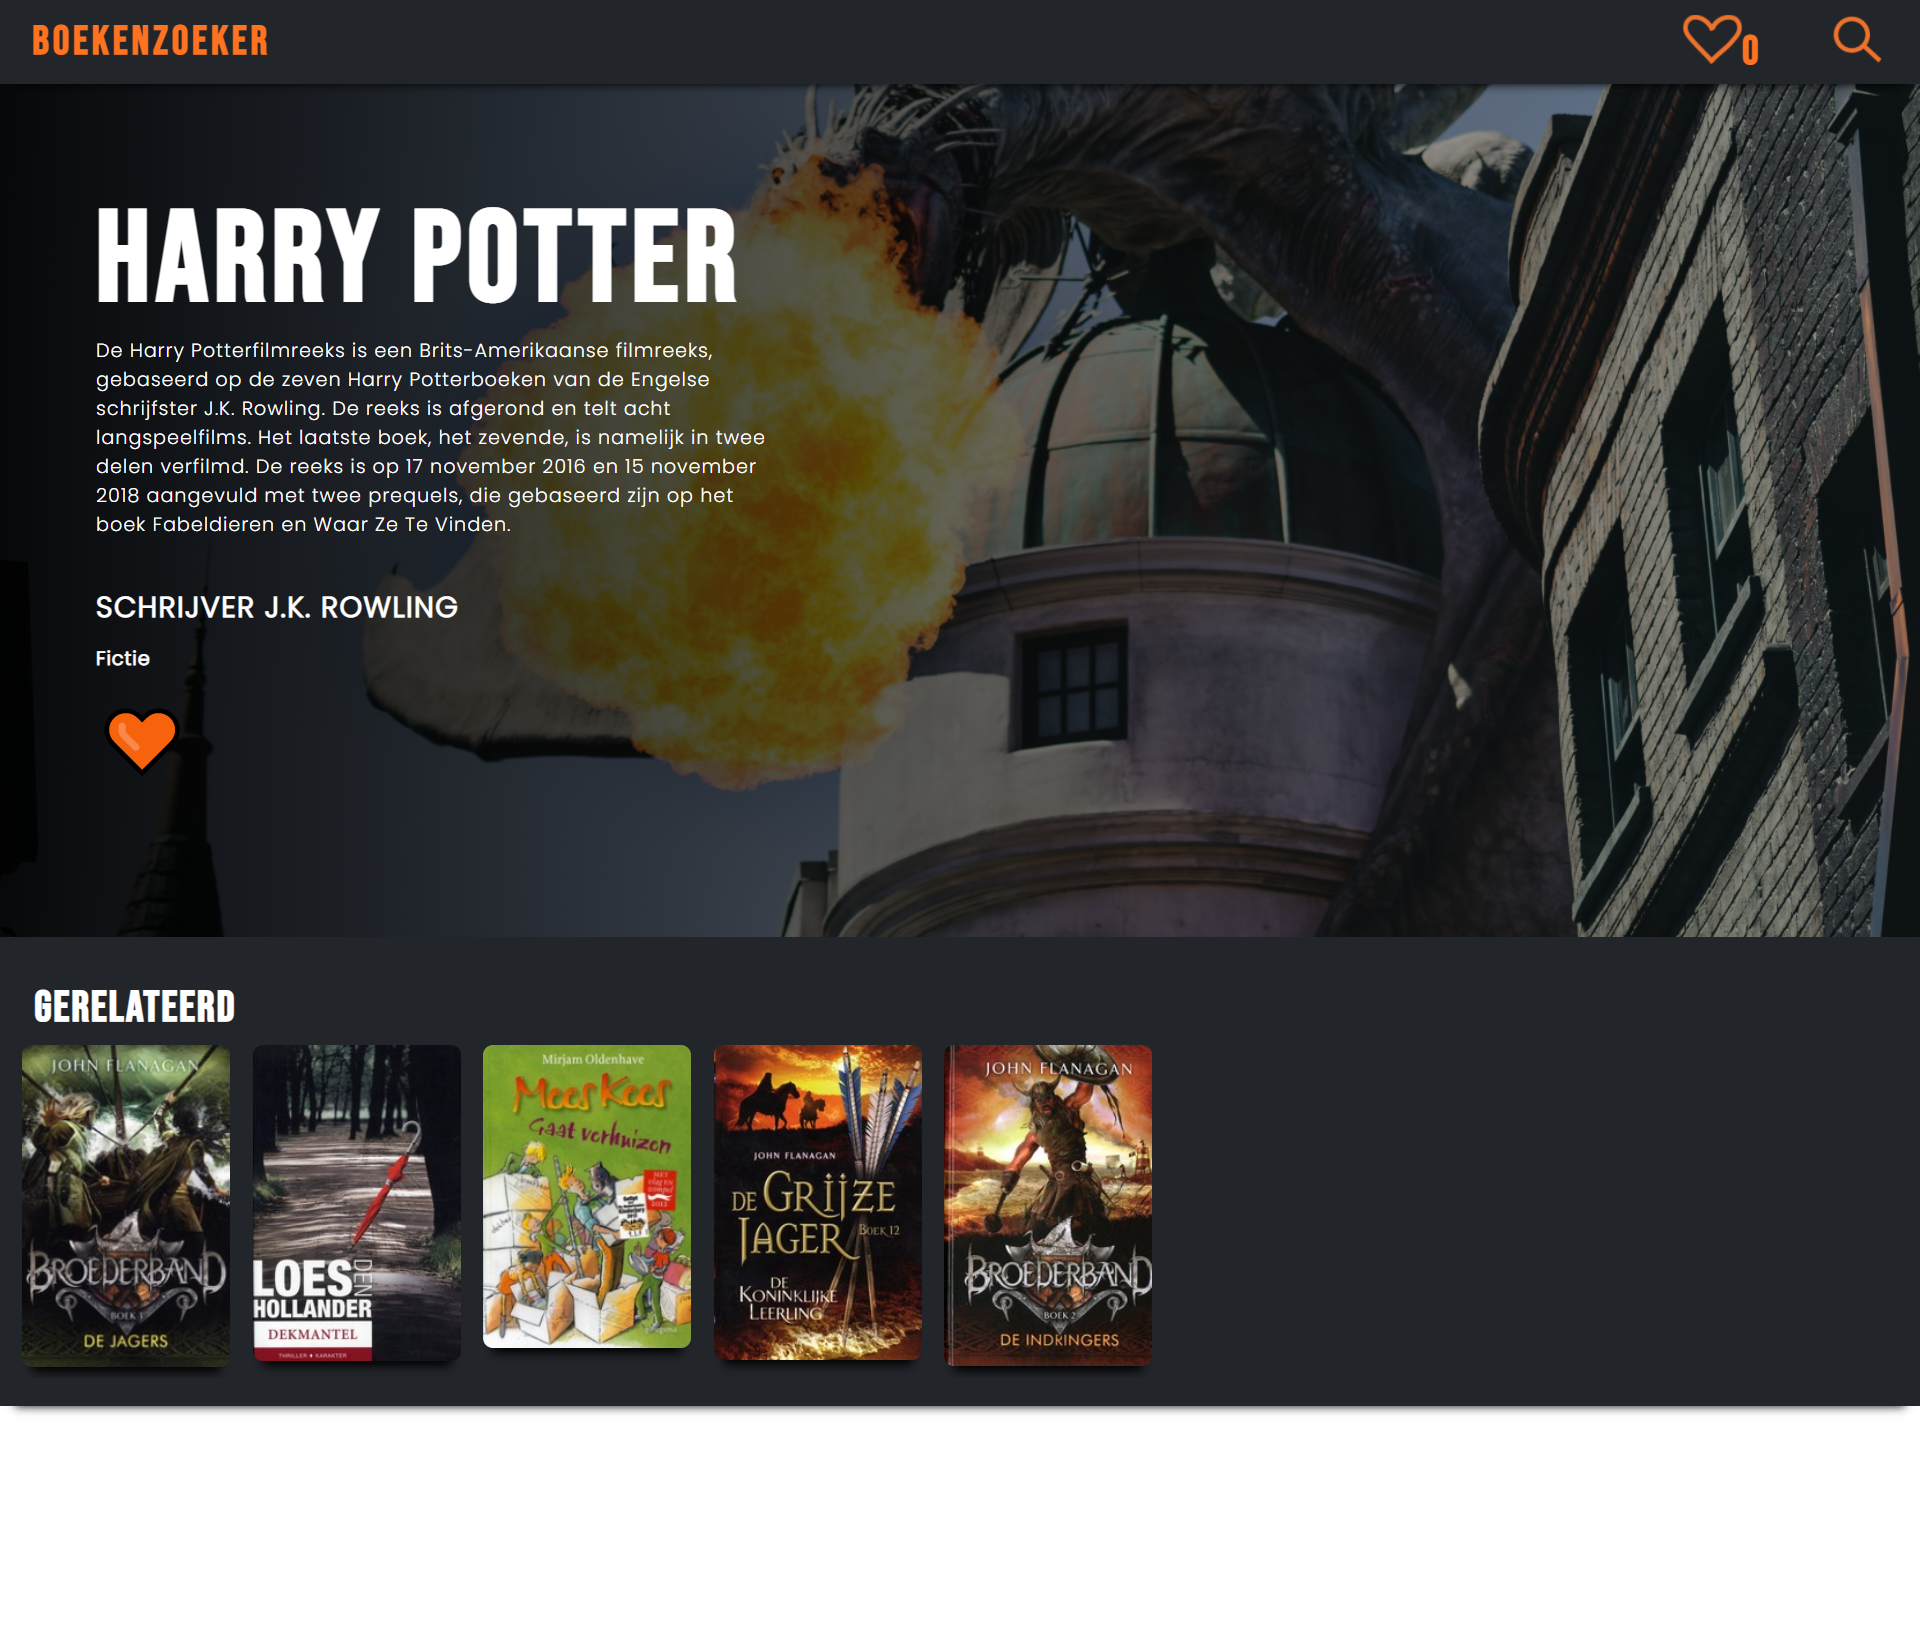 BOEKENZOEKER
0
HARRY POTTER
De Harry Potterfilmreeks is een Brits-Amerikaanse filmreeks,
gebaseerd op de zeven Harry Potterboeken van de Engelse
schrijfster J.K. Rowling. De reeks is afgerond en telt acht
langspeelfilms. Het laatste boek, het zevende, is namelijk in twee
delen verfilmd. De reeks is op 17 november 2016 en 15 november
2018 aangevuld met twee prequels, die gebaseerd zijn op het
boek Fabeldieren en Waar Ze Te Vinden.
SCHRIJVER J.K. ROWLING
Fictie
GERELATEERD
JOHN FLANAGAN
BROEDERBAND
BOEK 1
DE JAGERS
LOES DEN
HOLLANDER
DEKMANTEL
THRILLER • KARAKTER
Mirjam Oldenhave
Mees Kees
Gaat verhuizen
JOHN FLANAGAN
DE GRIJZE
JAGER
BOEK 12
DE
KONINKLIJKE
LEERLING
JOHN FLANAGAN
BROEDERBAND
BOEK 2
DE INDRINGERS